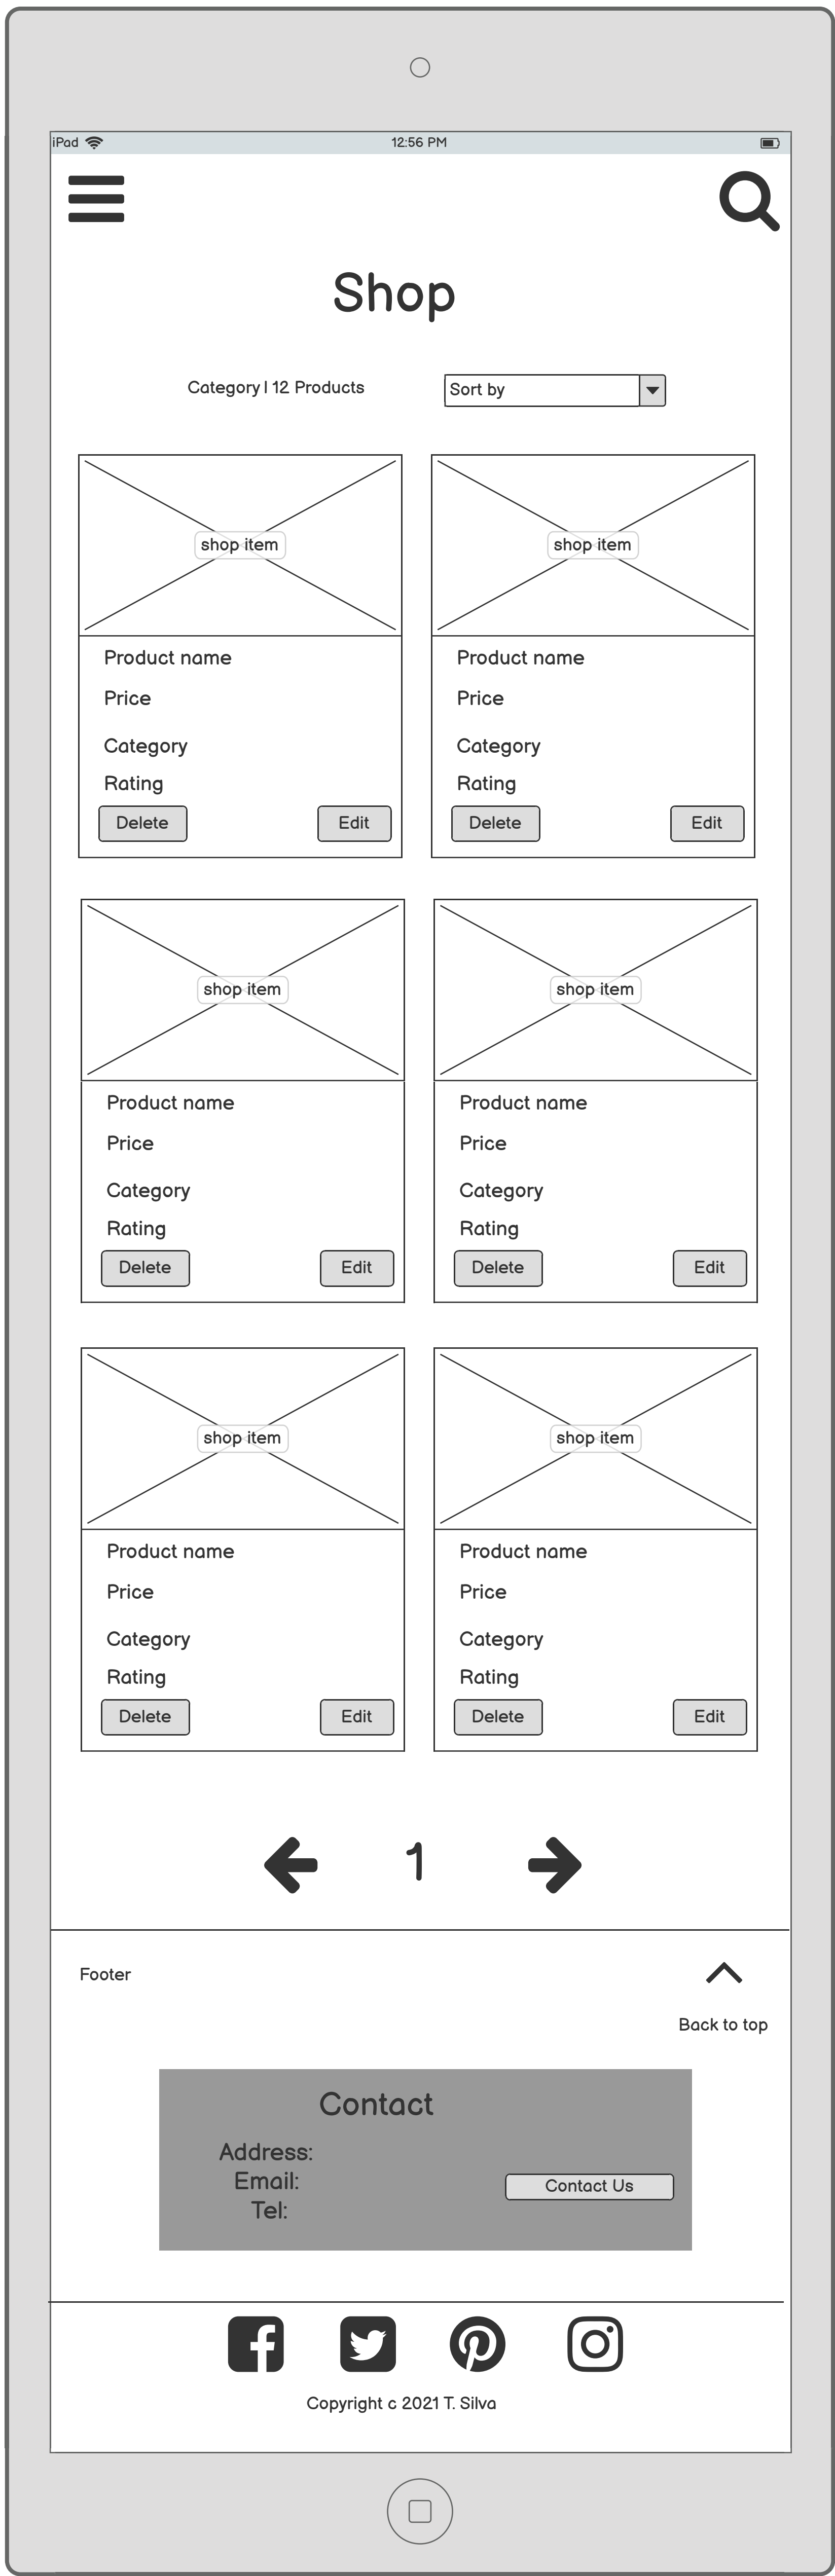 iPad 12:56 PM
Shop
Category | 12 Products Sort by
shop item shop item
Product name Product name
Price Price
Category Category
Rating Rating
Delete Edit Delete Edit
shop item shop item
Product name Product name
Price Price
Category Category
Rating Rating
Delete Edit Delete Edit
shop item shop item
Product name Product name
Price Price
Category Category
Rating Rating
Delete Edit Delete Edit
1
Footer
Back to top
Contact
Address:
Email:
Contact Us
Tel:
Copyright c 2021 T. Silva